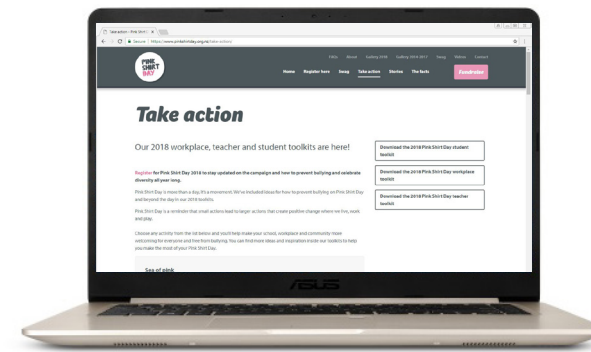 Take action - Pink Shirt D
Secure https://www.pinkshirtday.org.nz/take-action/
PINK
SHIRT
DAY
FAQs About Gallery 2018 Gallery 2016-2017 Swag Videos Contact
Home Register here Swag Take action Stories The facts Fundraise
Take action
Our 2018 workplace, teacher and student toolkits are here!
Download the 2018 Pink Shirt Day student
toolkit
Register for Pink Shirt Day 2018 to stay updated on the campaign and how to prevent bullying and celebrate
diversity all year long.
Download the 2018 Pink Shirt Day workplace
toolkit
Pink Shirt Day is more than a day, it's a movement. We've included ideas for how to prevent bullying on Pink Shirt Day
and beyond the day in our 2018 toolkits.
Download the 2018 Pink Shirt Day teacher
toolkit
Pink Shirt Day is a reminder that small actions lead to larger actions that create positive change where we live, work
and play.
Choose any activity from the list below and you'll help make your school, workplace and community more
welcoming for everyone and free from bullying. You can find more ideas and inspiration inside our toolkits to help
you make the most of your Pink Shirt Day.
Sea of pink
ASUS